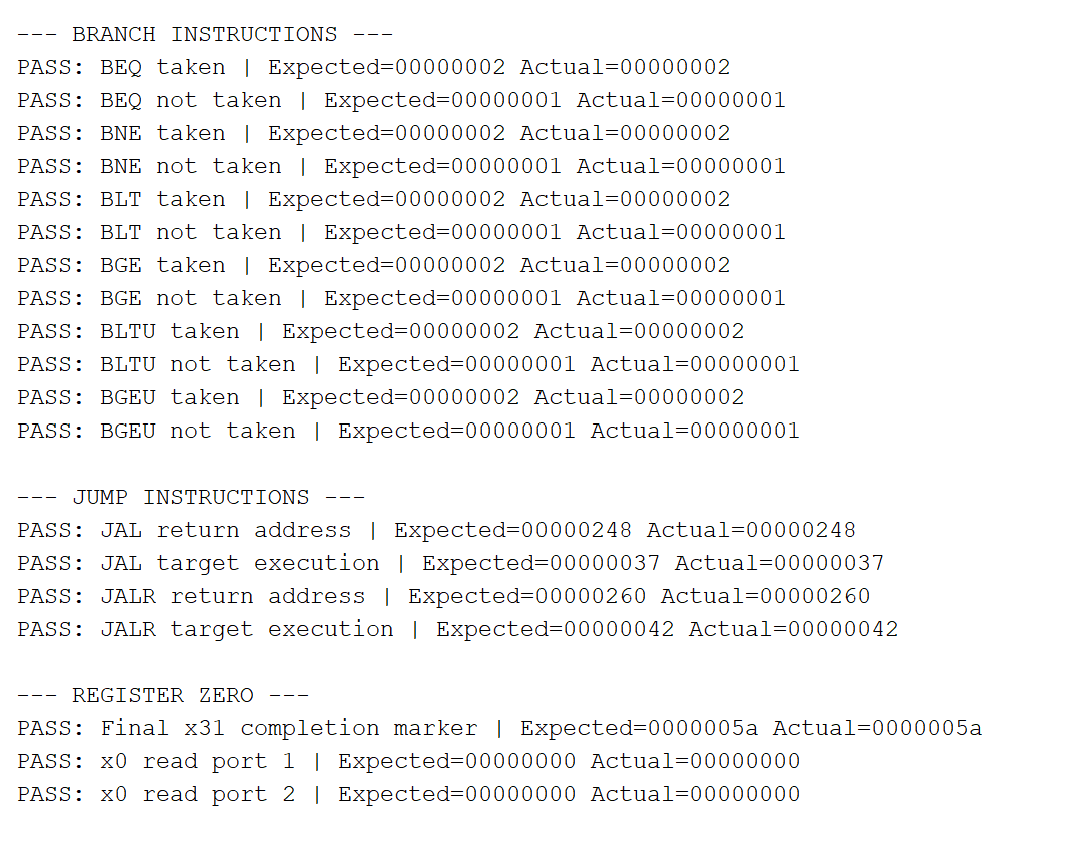 --- BRANCH INSTRUCTIONS ---
PASS: BEQ taken | Expected=00000002 Actual=00000002
PASS: BEQ not taken | Expected=00000001 Actual=00000001
PASS: BNE taken | Expected=00000002 Actual=00000002
PASS: BNE not taken | Expected=00000001 Actual=00000001
PASS: BLT taken | Expected=00000002 Actual=00000002
PASS: BLT not taken | Expected=00000001 Actual=00000001
PASS: BGE taken | Expected=00000002 Actual=00000002
PASS: BGE not taken | Expected=00000001 Actual=00000001
PASS: BLTU taken | Expected=00000002 Actual=00000002
PASS: BLTU not taken | Expected=00000001 Actual=00000001
PASS: BGEU taken | Expected=00000002 Actual=00000002
PASS: BGEU not taken | Expected=00000001 Actual=00000001

--- JUMP INSTRUCTIONS ---
PASS: JAL return address | Expected=00000248 Actual=00000248
PASS: JAL target execution | Expected=00000037 Actual=00000037
PASS: JALR return address | Expected=00000260 Actual=00000260
PASS: JALR target execution | Expected=00000042 Actual=00000042

--- REGISTER ZERO ---
PASS: Final x31 completion marker | Expected=0000005a Actual=0000005a
PASS: x0 read port 1 | Expected=00000000 Actual=00000000
PASS: x0 read port 2 | Expected=00000000 Actual=00000000